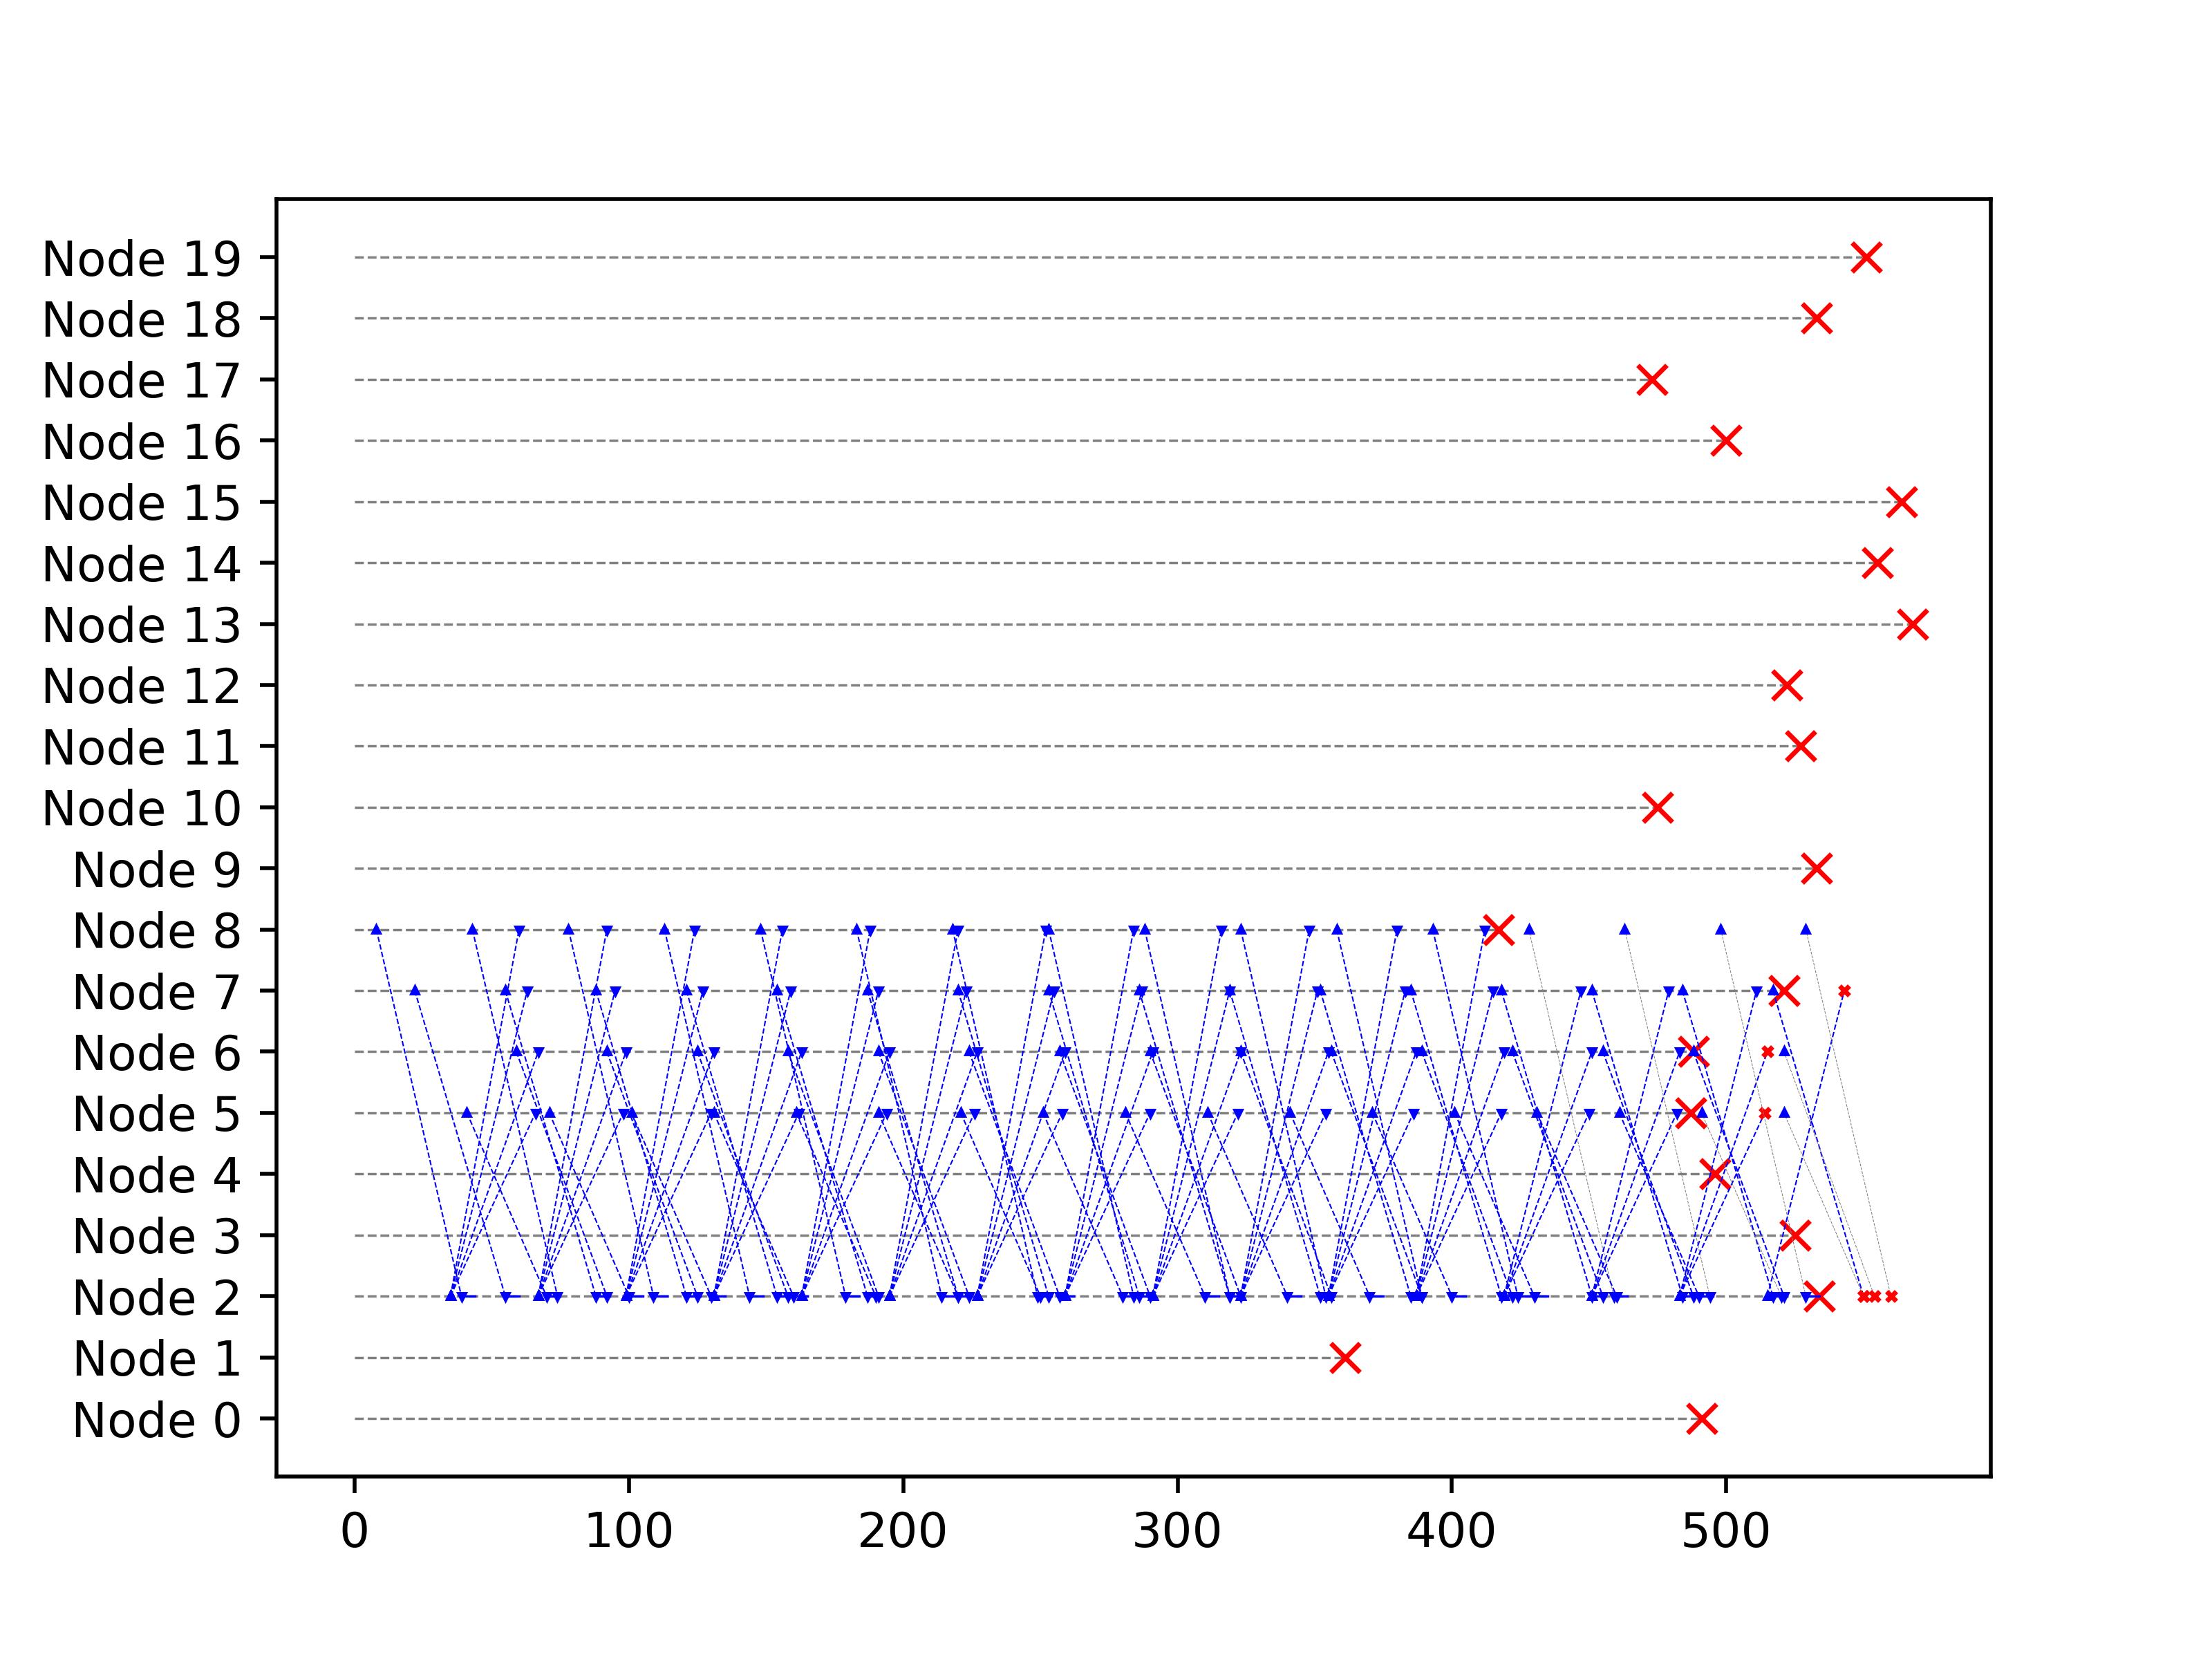 Node 19
Node 18
Node 17
Node 16
Node 15
Node 14
Node 13
Node 12
Node 11
Node 10
Node 9
Node 8
Node 7
Node 6
Node 5
Node 4
Node 3
Node 2
Node 1
Node 0
0 100 200 300 400 500